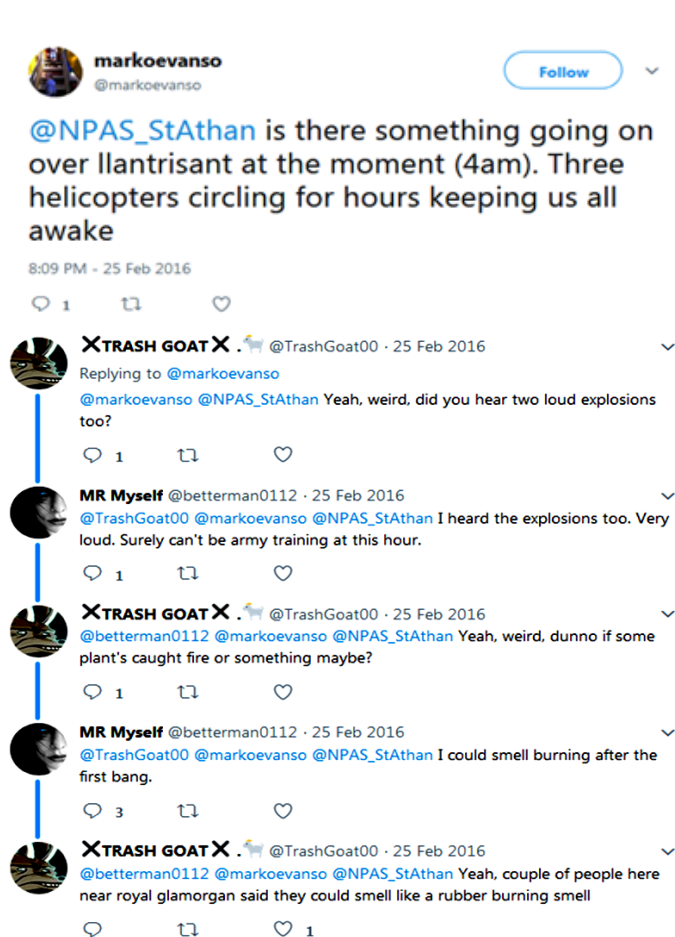 markoevanso
@markoevanso
Follow
@NPAS_StAthan is there something going on
over llantrisant at the moment (4am). Three
helicopters circling for hours keeping us all
awake
8:09 PM - 25 Feb 2016
1
❌TRASH GOAT❌ .🐐 @TrashGoat00 · 25 Feb 2016
Replying to @markoevanso
@markoevanso @NPAS_StAthan Yeah, weird, did you hear two loud explosions
too?
1
MR Myself @betterman0112 · 25 Feb 2016
@TrashGoat00 @markoevanso @NPAS_StAthan I heard the explosions too. Very
loud. Surely can't be army training at this hour.
1
❌TRASH GOAT❌ .🐐 @TrashGoat00 · 25 Feb 2016
@betterman0112 @markoevanso @NPAS_StAthan Yeah, weird, dunno if some
plant's caught fire or something maybe?
1
MR Myself @betterman0112 · 25 Feb 2016
@TrashGoat00 @markoevanso @NPAS_StAthan I could smell burning after the
first bang.
3
❌TRASH GOAT❌ .🐐 @TrashGoat00 · 25 Feb 2016
@betterman0112 @markoevanso @NPAS_StAthan Yeah, couple of people here
near royal glamorgan said they could smell like a rubber burning smell
1